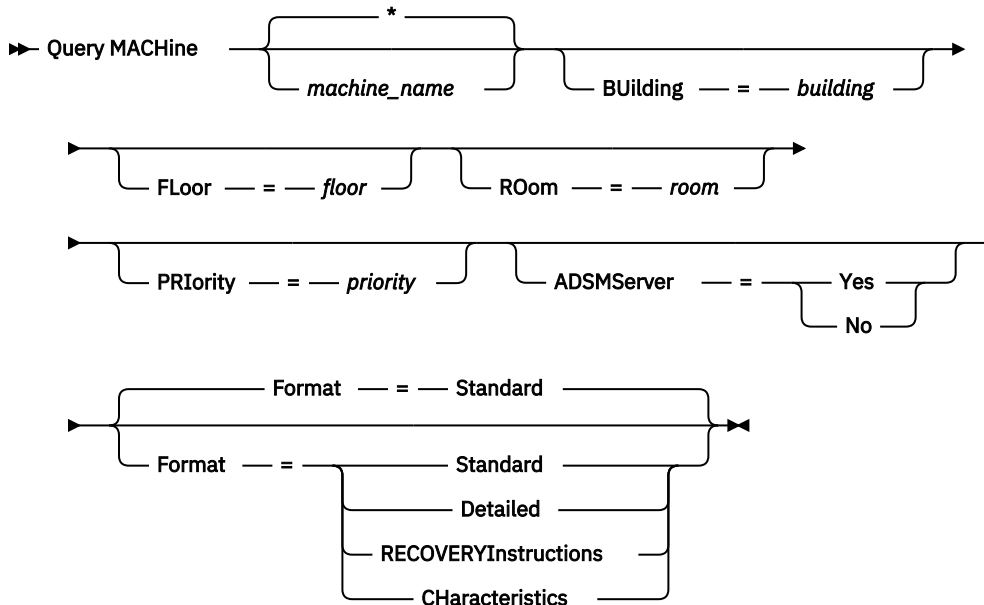 *
Query MACHine
machine_name
BUilding = building
FLoor = floor
ROom = room
PRIority = priority
ADSMServer = Yes
No
Format = Standard
Format = Standard
Detailed
RECOVERYInstructions
CHaracteristics